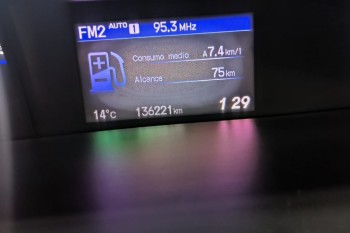 FM2 AUTO 1 95.3 MHz
Consumo medio A 7,4 km/l
Alcance 75 km
14°c 136221 km 1 29